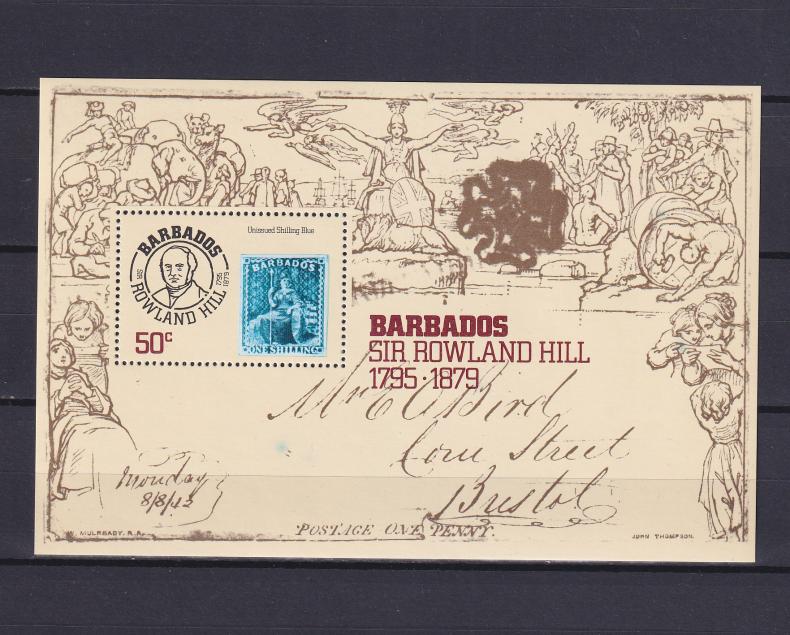 Unissued Shilling Blue
BARBADOS
ROWLAND HILL
1795
1879
50c
BARBADOS
ONE SHILLING
BARBADOS
SIR ROWLAND HILL
1795·1879
Mr E O Bird
Corn Street
Bristol
Monday
8/8/42
W. MULREADY. R.A.
POSTAGE ONE PENNY.
JOHN THOMPSON.